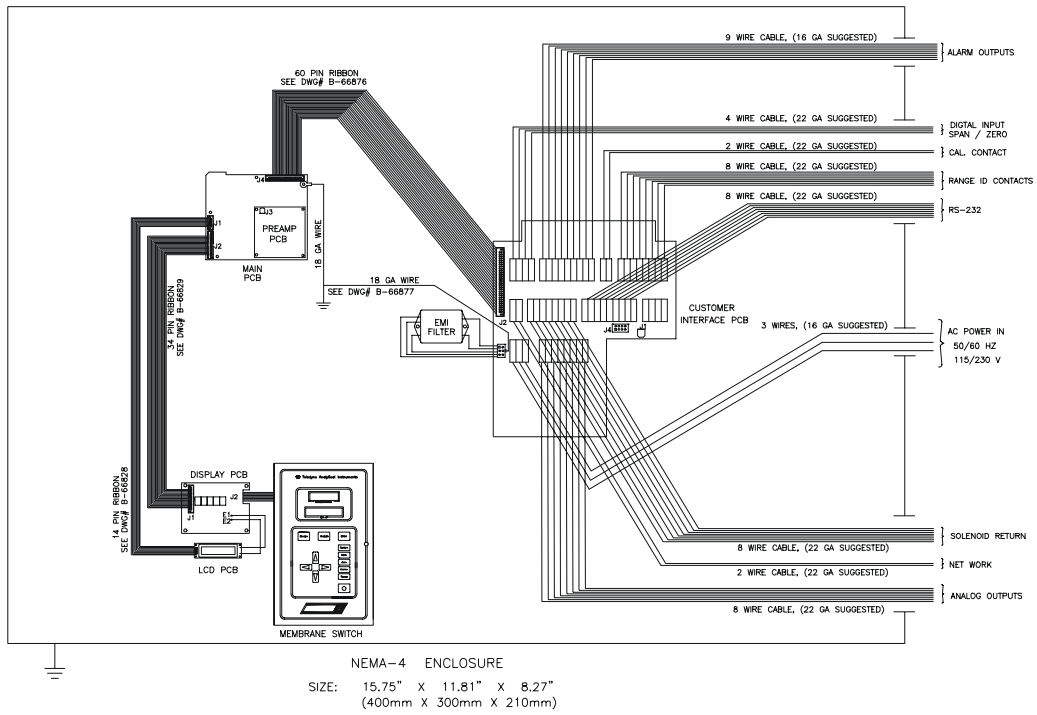 9 WIRE CABLE, (16 GA SUGGESTED)
ALARM OUTPUTS
60 PIN RIBBON
SEE DWG# B-66876
4 WIRE CABLE, (22 GA SUGGESTED)
DIGTAL INPUT
SPAN / ZERO
2 WIRE CABLE, (22 GA SUGGESTED)
CAL. CONTACT
8 WIRE CABLE, (22 GA SUGGESTED)
RANGE ID CONTACTS
8 WIRE CABLE, (22 GA SUGGESTED)
RS-232
J4
J3
J1
J2
PREAMP
PCB
MAIN
PCB
18 GA WIRE
18 GA WIRE
SEE DWG# B-66877
34 PIN RIBBON
SEE DWG# B-66829
EMI
FILTER
J2
J4
J1
CUSTOMER
INTERFACE PCB
3 WIRES, (16 GA SUGGESTED)
AC POWER IN
50/60 HZ
115/230 V
DISPLAY PCB
J2
J1
E1
E2
14 PIN RIBBON
SEE DWG# B-66828
LCD PCB
Teledyne Analytical Instruments
MEMBRANE SWITCH
SOLENOID RETURN
8 WIRE CABLE, (22 GA SUGGESTED)
NET WORK
2 WIRE CABLE, (22 GA SUGGESTED)
ANALOG OUTPUTS
8 WIRE CABLE, (22 GA SUGGESTED)
NEMA-4 ENCLOSURE
SIZE: 15.75" X 11.81" X 8.27"
(400mm X 300mm X 210mm)